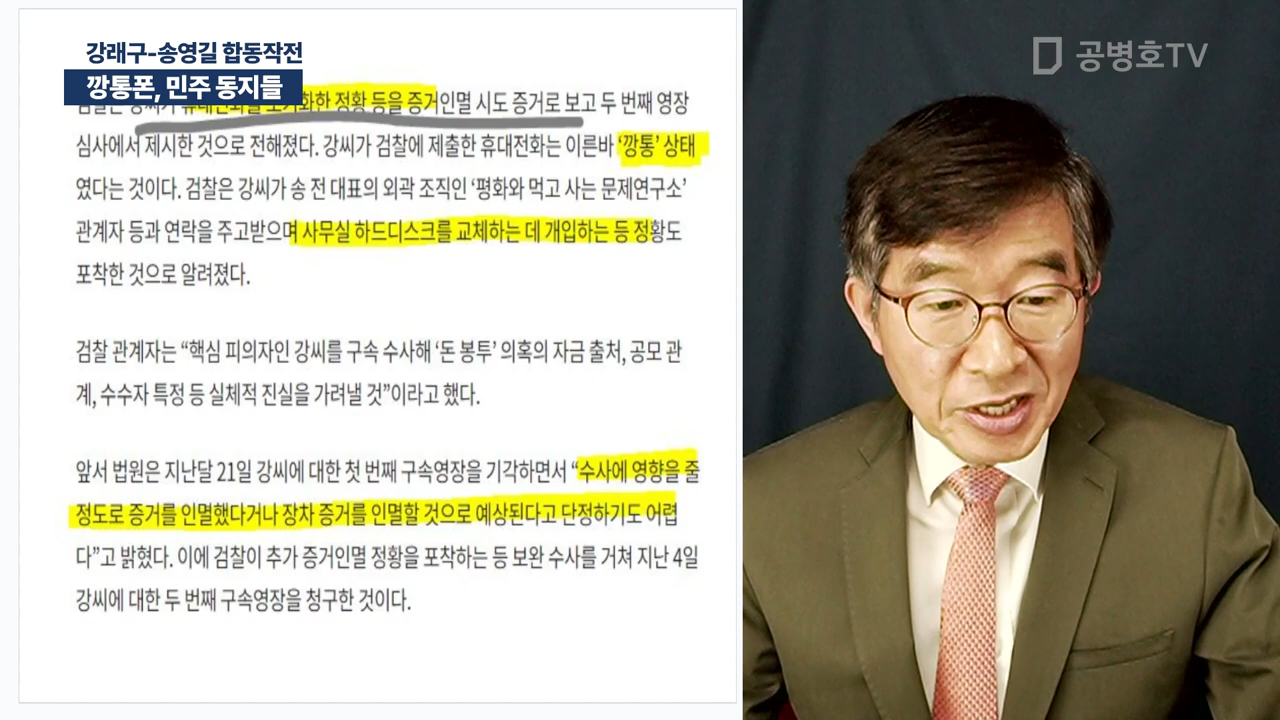 강래구-송영길 합동작전
깡통폰, 민주 동지들
공병호TV
정황 등을 증거인멸 시도 증거로 보고 두 번째 영장
심사에서 제시한 것으로 전해졌다. 강씨가 검찰에 제출한 휴대전화는 이른바 ‘깡통’ 상태
였다는 것이다. 검찰은 강씨가 송 전 대표의 외곽 조직인 ‘평화와 먹고 사는 문제연구소’
관계자 등과 연락을 주고받으며 사무실 하드디스크를 교체하는 데 개입하는 등 정황도
포착한 것으로 알려졌다.
검찰 관계자는 “핵심 피의자인 강씨를 구속 수사해 ‘돈 봉투’ 의혹의 자금 출처, 공모 관
계, 수수자 특정 등 실체적 진실을 가려낼 것”이라고 했다.
앞서 법원은 지난달 21일 강씨에 대한 첫 번째 구속영장을 기각하면서 “수사에 영향을 줄
정도로 증거를 인멸했다거나 장차 증거를 인멸할 것으로 예상된다고 단정하기도 어렵
다”고 밝혔다. 이에 검찰이 추가 증거인멸 정황을 포착하는 등 보완 수사를 거쳐 지난 4일
강씨에 대한 두 번째 구속영장을 청구한 것이다.